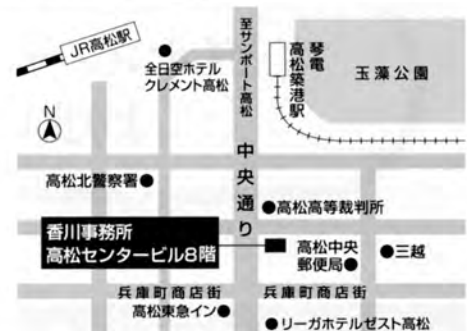 JR高松駅
全日空ホテル
クレメント高松
至サンポート高松
琴電
高松築港駅
玉藻公園
N
中央通り
高松北警察署
高松高等裁判所
香川事務所
高松センタービル8階
高松中央
郵便局
三越
兵庫町商店街
兵庫町商店街
高松東急イン
リーガホテルゼスト高松